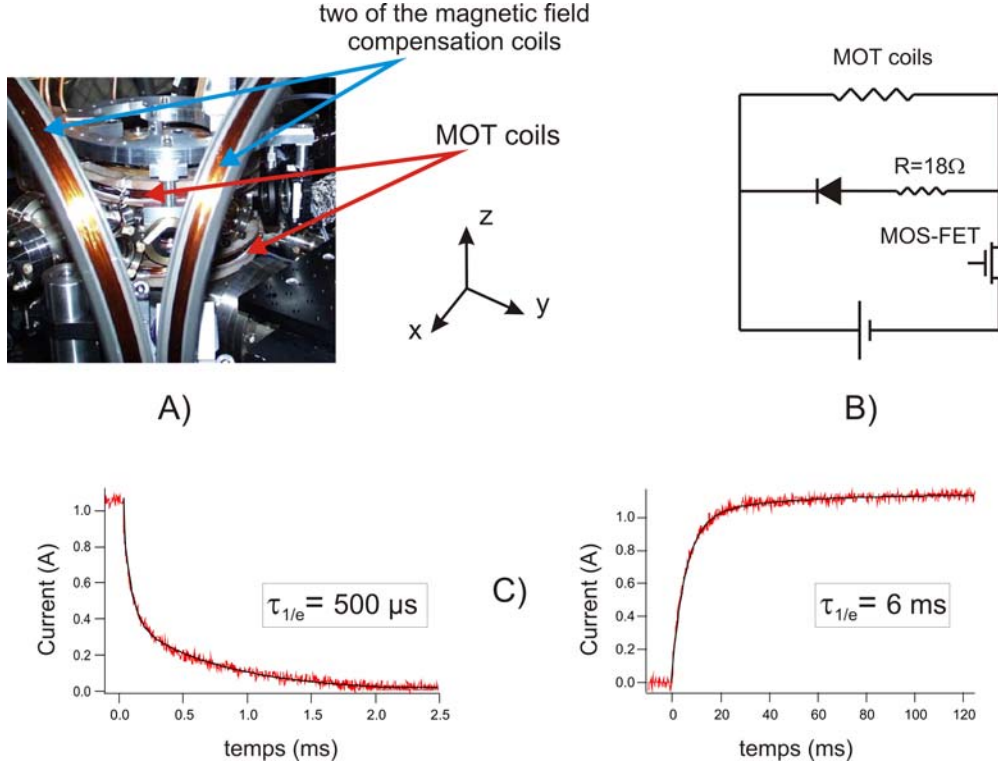 two of the magnetic field
compensation coils
MOT coils
z
x
y
A)
MOT coils
R=18Ω
MOS-FET
B)
Current (A)
1.0
0.8
0.6
0.4
0.2
0.0
τ1/e= 500 µs
0.0
0.5
1.0
1.5
2.0
2.5
temps (ms)
C)
Current (A)
1.0
0.8
0.6
0.4
0.2
0.0
τ1/e= 6 ms
0
20
40
60
80
100
120
temps (ms)